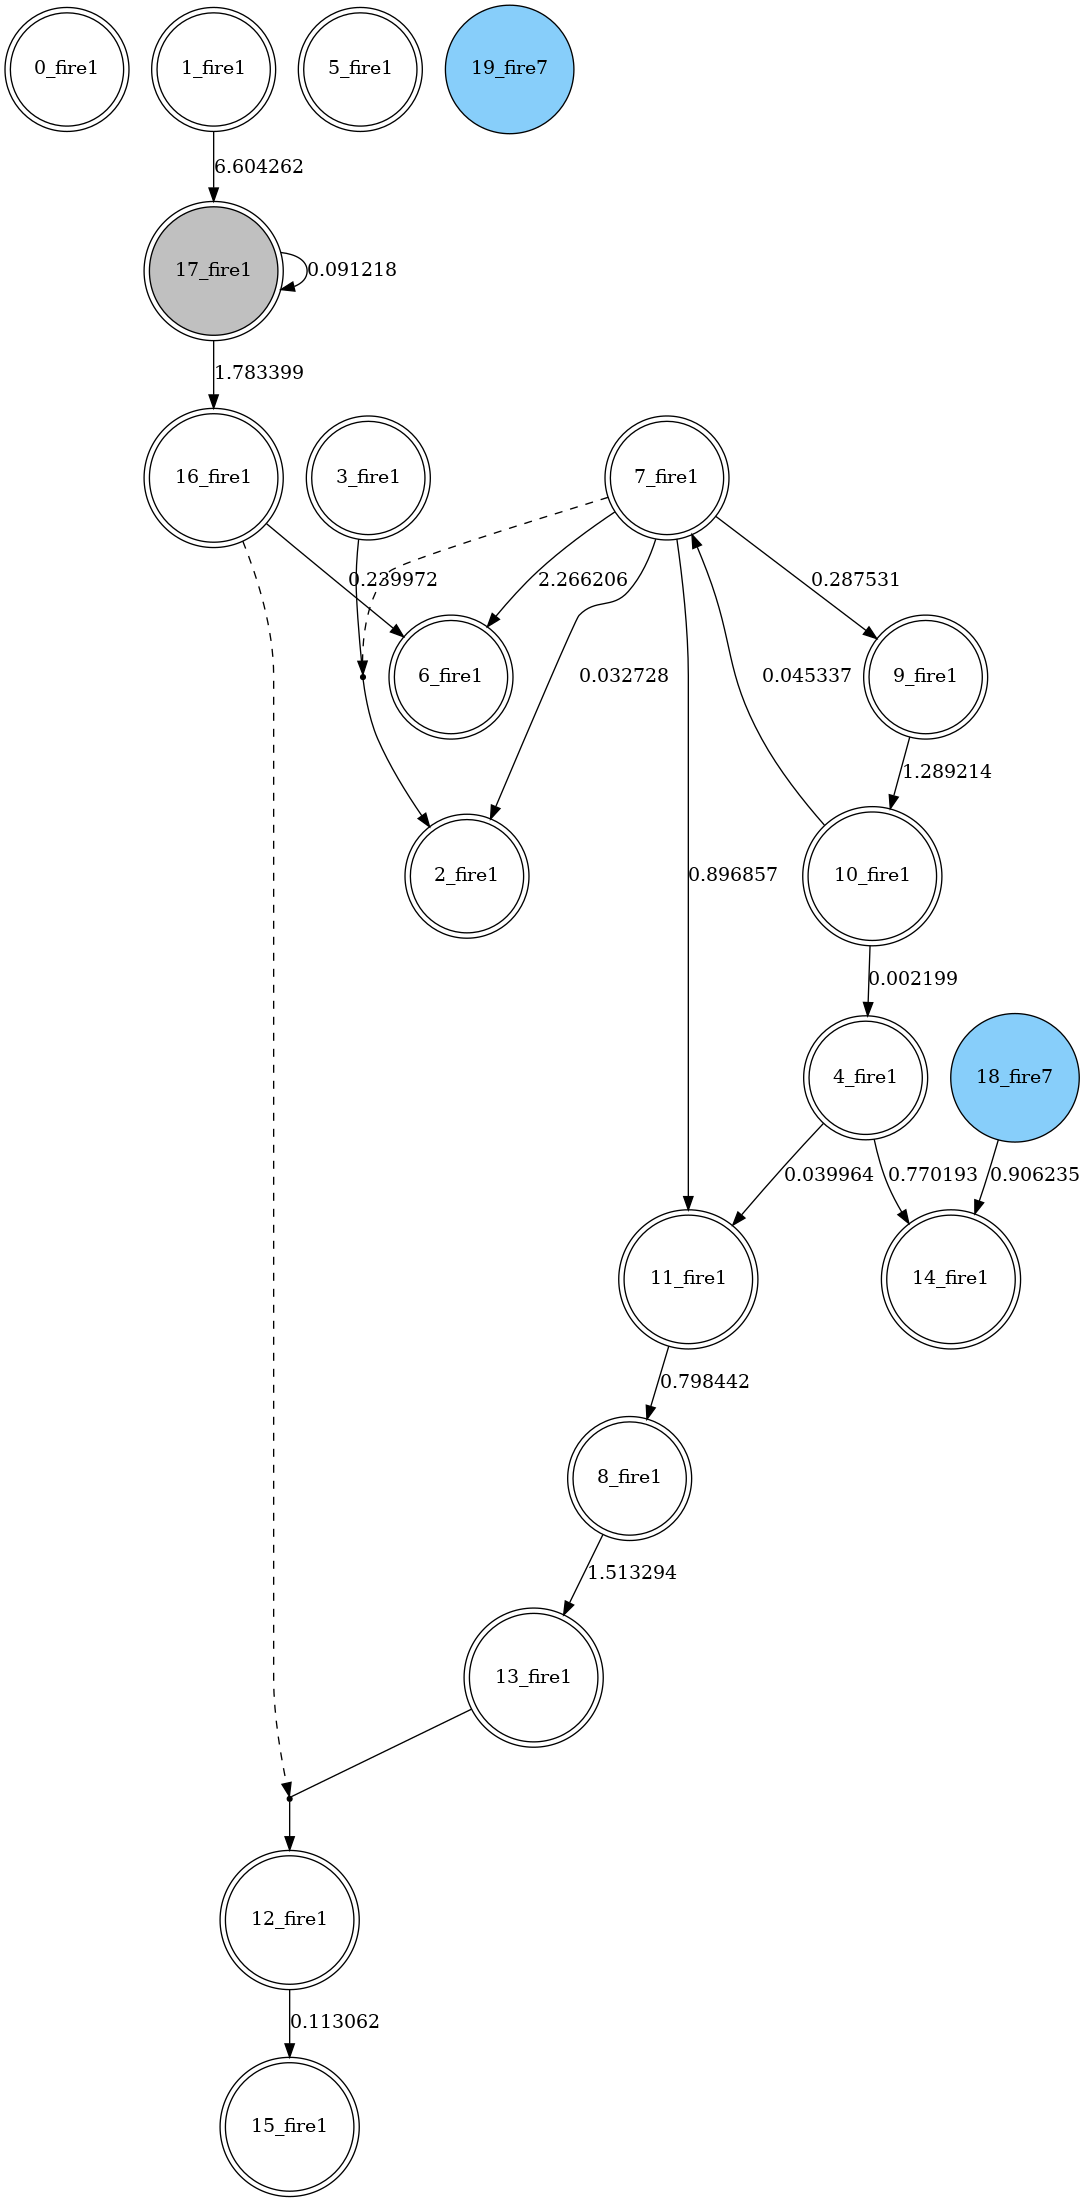 0_fire1
1_fire1
5_fire1
19_fire7
6.604262
17_fire1
0.091218
1.783399
16_fire1
3_fire1
7_fire1
0.239972
2.266206
0.287531
6_fire1
0.032728
0.045337
9_fire1
1.289214
2_fire1
0.896857
10_fire1
0.002199
4_fire1
18_fire7
0.039964
0.770193
0.906235
11_fire1
14_fire1
0.798442
8_fire1
1.513294
13_fire1
12_fire1
0.113062
15_fire1